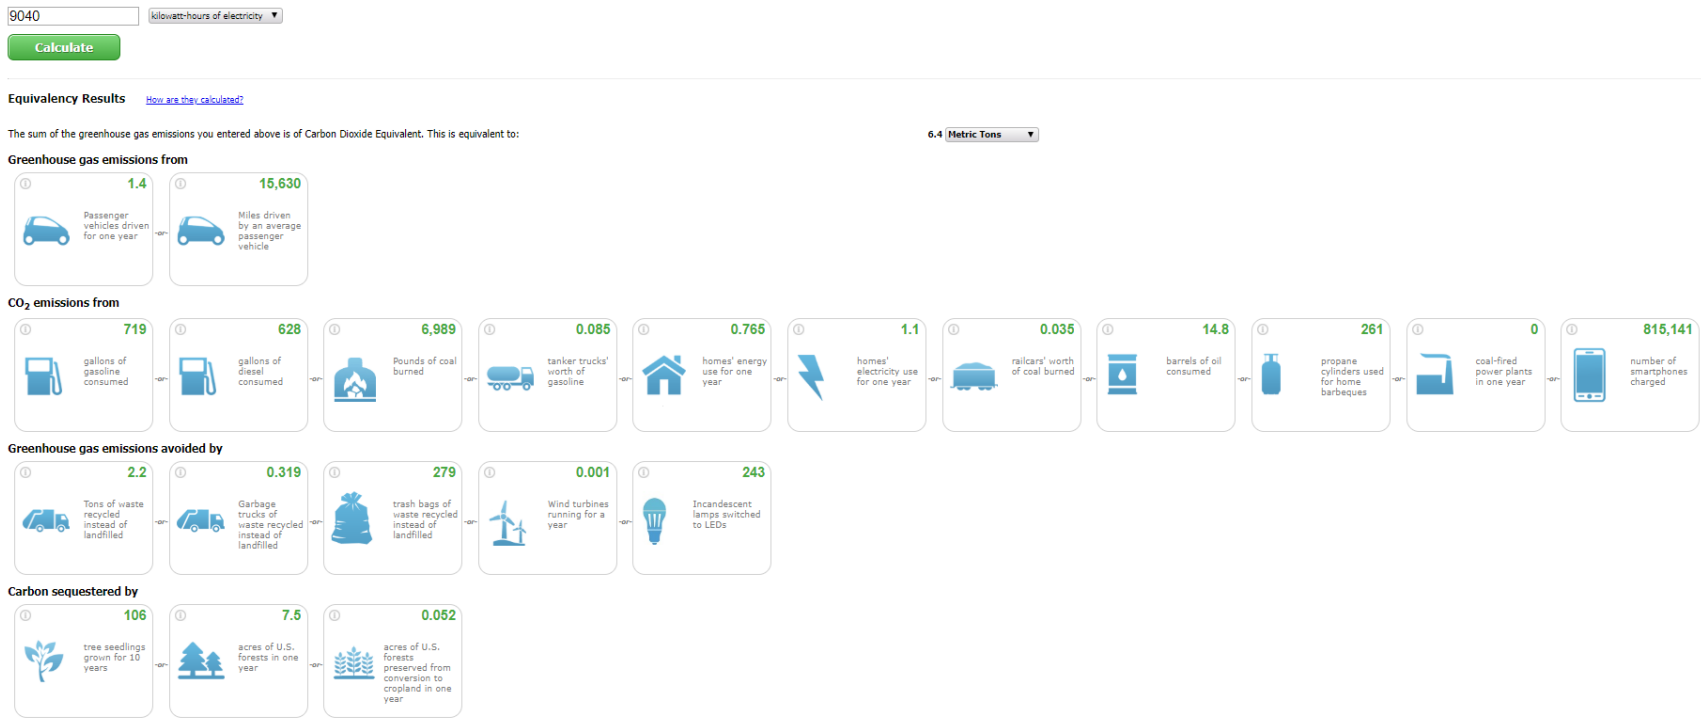 9040 kilowatt-hours of electricity
Calculate
Equivalency Results How are they calculated?
The sum of the greenhouse gas emissions you entered above is of Carbon Dioxide Equivalent. This is equivalent to: 6.4 Metric Tons
Greenhouse gas emissions from
1.4
Passenger
vehicles driven
for one year
-or-
15,630
Miles driven
by an average
passenger
vehicle
CO2 emissions from
719
gallons of
gasoline
consumed
-or-
628
gallons of
diesel
consumed
-or-
6,989
Pounds of coal
burned
-or-
0.085
tanker trucks'
worth of
gasoline
-or-
0.765
homes' energy
use for one
year
-or-
1.1
homes'
electricity use
for one year
-or-
0.035
railcars' worth
of coal burned
-or-
14.8
barrels of oil
consumed
-or-
261
propane
cylinders used
for home
barbeques
-or-
0
coal-fired
power plants
in one year
-or-
815,141
number of
smartphones
charged
Greenhouse gas emissions avoided by
2.2
Tons of waste
recycled
instead of
landfilled
-or-
0.319
Garbage
trucks of
waste recycled
instead of
landfilled
-or-
279
trash bags of
waste recycled
instead of
landfilled
-or-
0.001
Wind turbines
running for a
year
-or-
243
Incandescent
lamps switched
to LEDs
Carbon sequestered by
106
tree seedlings
grown for 10
years
-or-
7.5
acres of U.S.
forests in one
year
-or-
0.052
acres of U.S.
forests
preserved from
conversion to
cropland in one
year